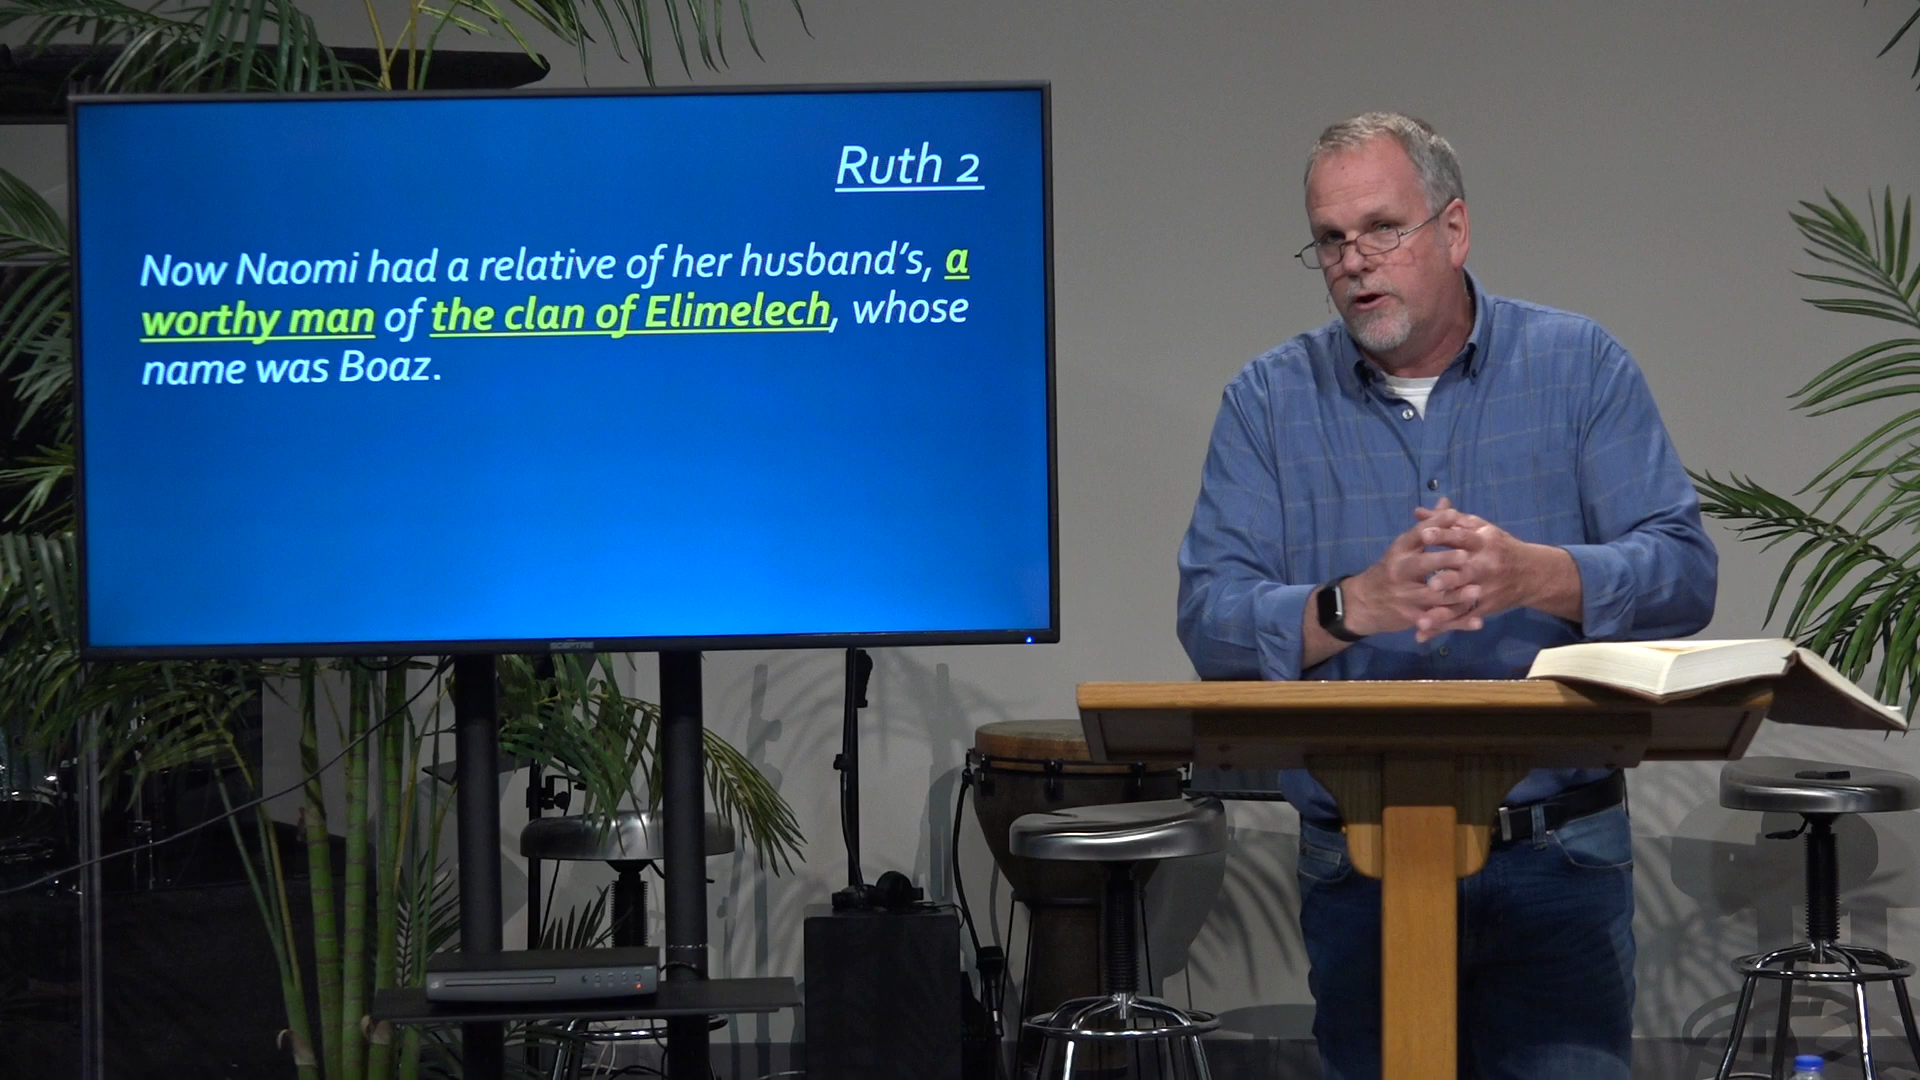 Ruth 2
Now Naomi had a relative of her husband's, a
worthy man of the clan of Elimelech, whose
name was Boaz.
SCEPTRE